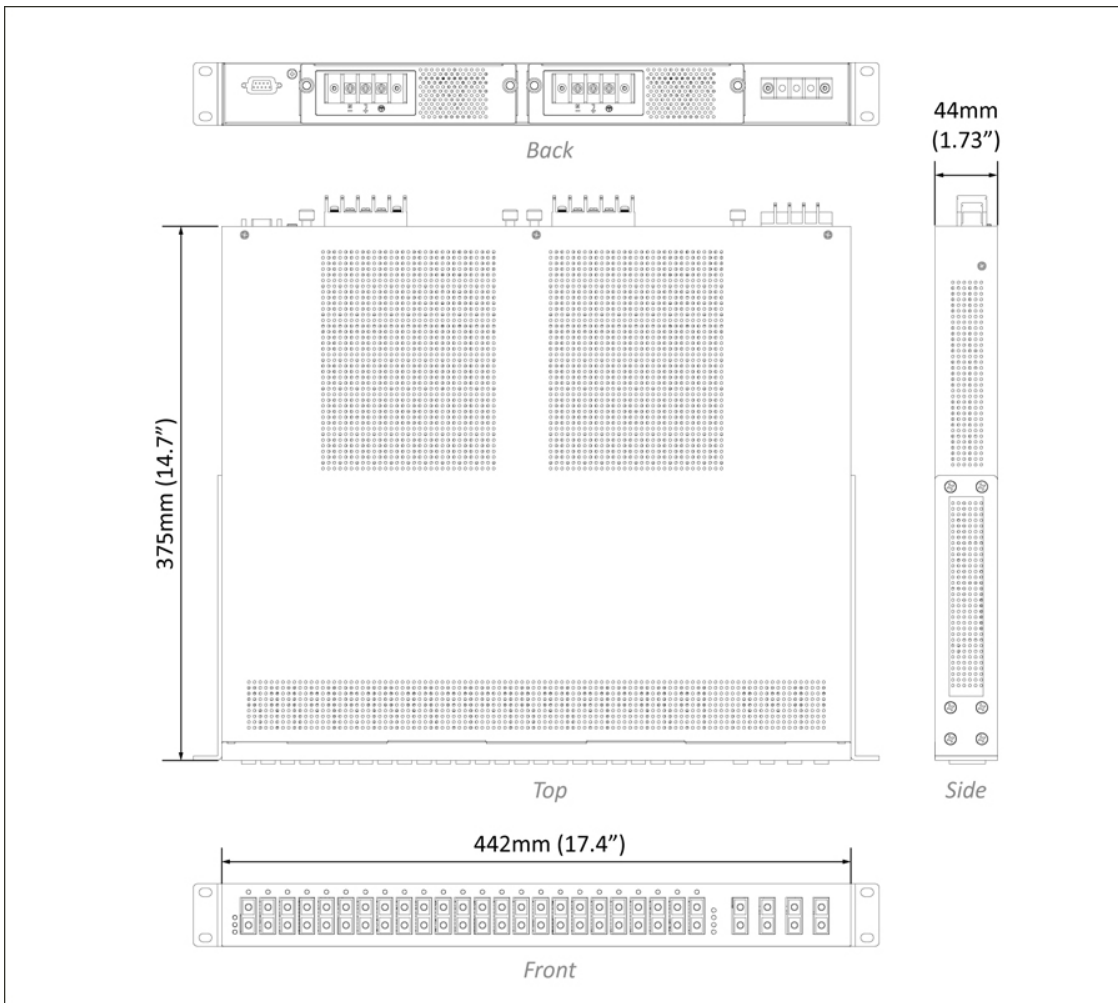 Back
44mm
(1.73”)
375mm (14.7”)
Top
Side
442mm (17.4”)
Front